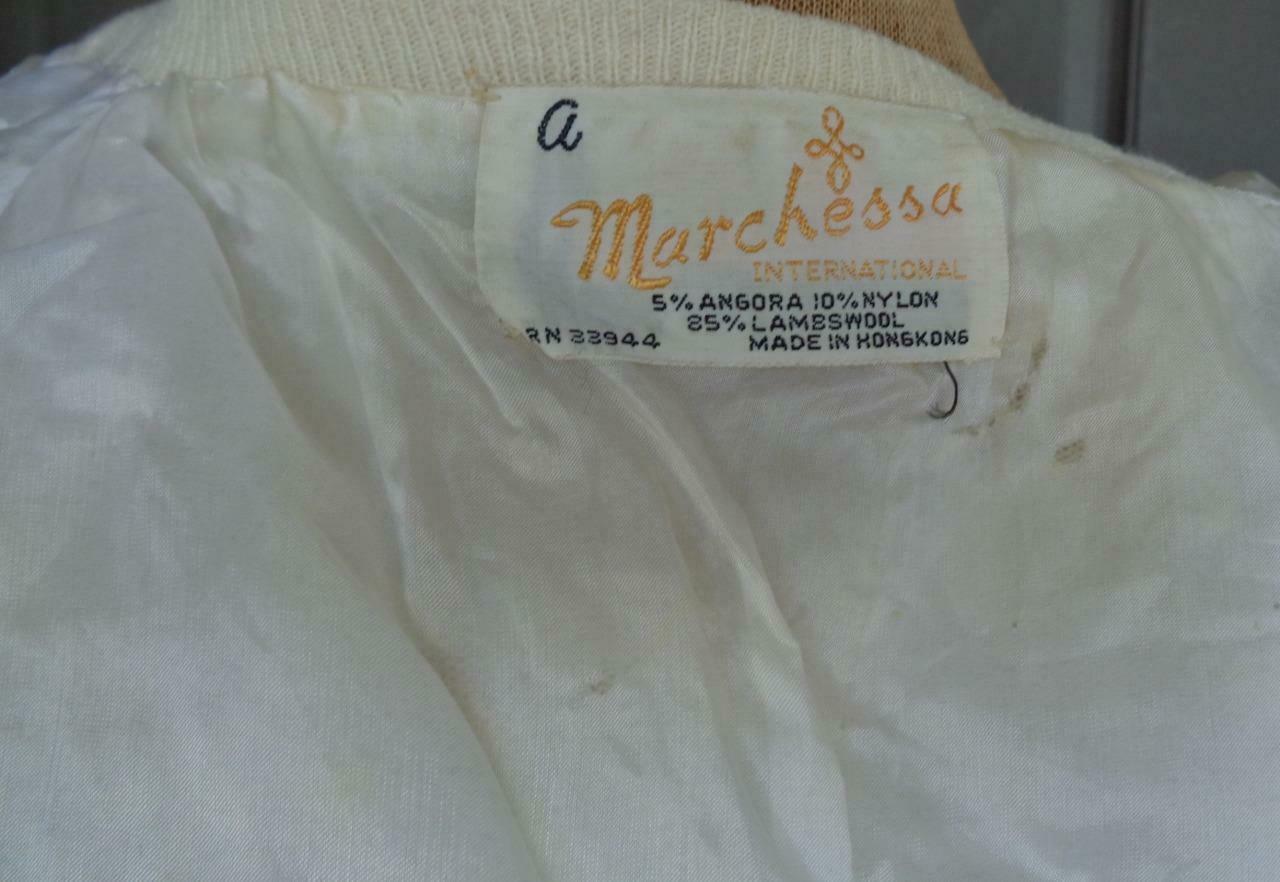 a
Marchessa
INTERNATIONAL
5% ANGORA 10% NYLON
85% LAMBSWOOL
RN 33944
MADE IN HONGKONG